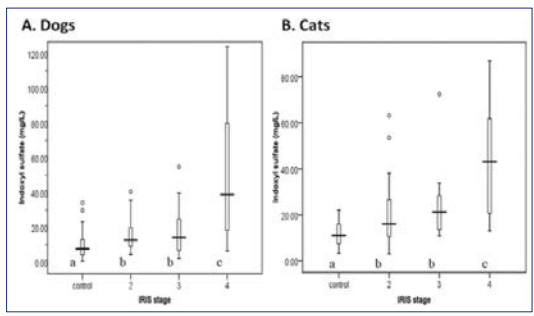 A. Dogs
Indoxyl sulfate (mg/L)
120.00
100.00
80.00
60.00
40.00
20.00
0.00
a
b
b
c
control
2
3
4
IRIS stage
B. Cats
Indoxyl sulfate (mg/L)
80.00
60.00
40.00
20.00
0.00
a
b
b
c
control
2
3
4
IRIS stage